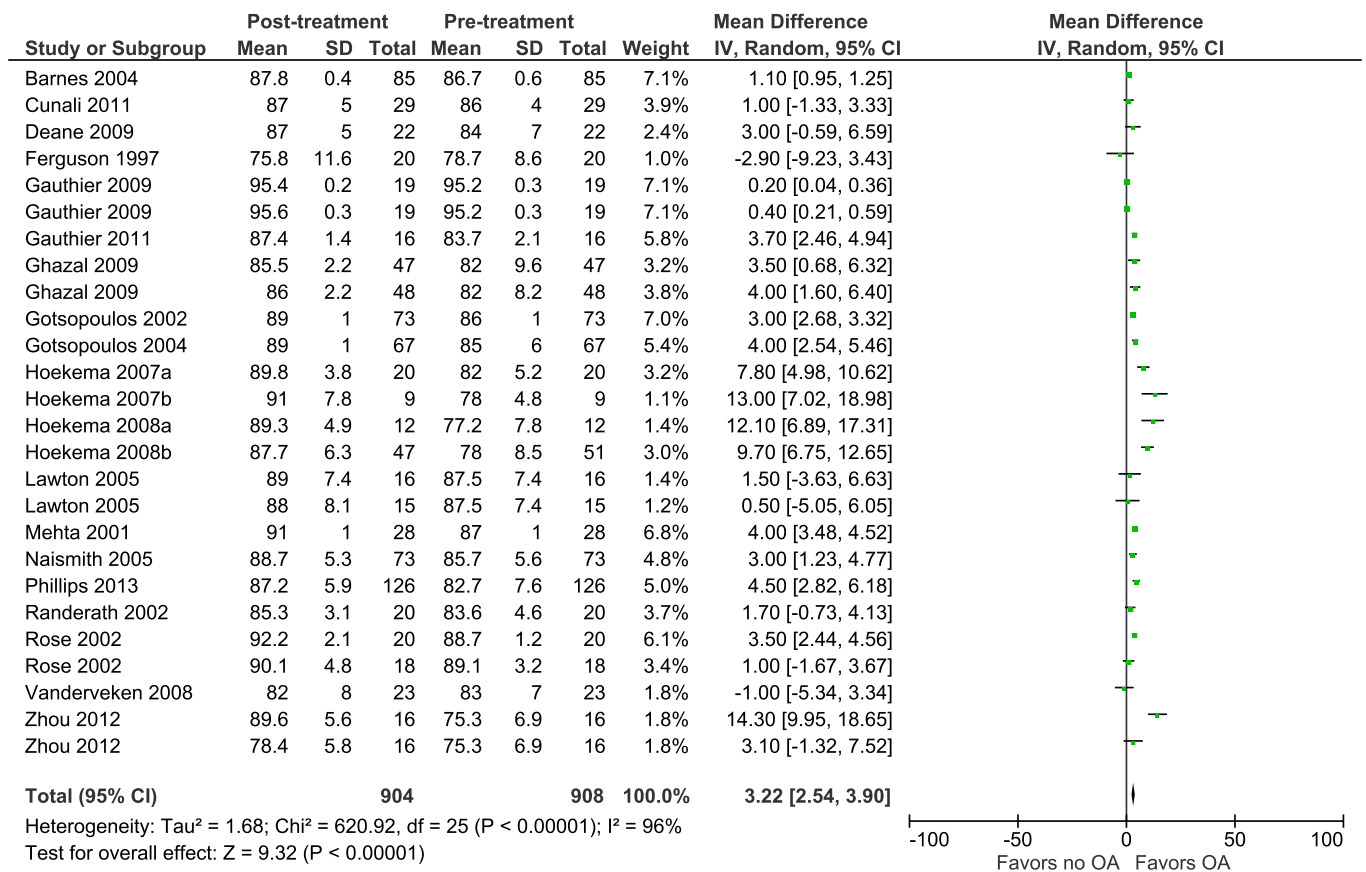 Post-treatment Pre-treatment Mean Difference Mean Difference
Study or Subgroup Mean SD Total Mean SD Total Weight IV, Random, 95% CI IV, Random, 95% CI
Barnes 2004 87.8 0.4 85 86.7 0.6 85 7.1% 1.10 [0.95, 1.25]
Cunali 2011 87 5 29 86 4 29 3.9% 1.00 [-1.33, 3.33]
Deane 2009 87 5 22 84 7 22 2.4% 3.00 [-0.59, 6.59]
Ferguson 1997 75.8 11.6 20 78.7 8.6 20 1.0% -2.90 [-9.23, 3.43]
Gauthier 2009 95.4 0.2 19 95.2 0.3 19 7.1% 0.20 [0.04, 0.36]
Gauthier 2009 95.6 0.3 19 95.2 0.3 19 7.1% 0.40 [0.21, 0.59]
Gauthier 2011 87.4 1.4 16 83.7 2.1 16 5.8% 3.70 [2.46, 4.94]
Ghazal 2009 85.5 2.2 47 82 9.6 47 3.2% 3.50 [0.68, 6.32]
Ghazal 2009 86 2.2 48 82 8.2 48 3.8% 4.00 [1.60, 6.40]
Gotsopoulos 2002 89 1 73 86 1 73 7.0% 3.00 [2.68, 3.32]
Gotsopoulos 2004 89 1 67 85 6 67 5.4% 4.00 [2.54, 5.46]
Hoekema 2007a 89.8 3.8 20 82 5.2 20 3.2% 7.80 [4.98, 10.62]
Hoekema 2007b 91 7.8 9 78 4.8 9 1.1% 13.00 [7.02, 18.98]
Hoekema 2008a 89.3 4.9 12 77.2 7.8 12 1.4% 12.10 [6.89, 17.31]
Hoekema 2008b 87.7 6.3 47 78 8.5 51 3.0% 9.70 [6.75, 12.65]
Lawton 2005 89 7.4 16 87.5 7.4 16 1.4% 1.50 [-3.63, 6.63]
Lawton 2005 88 8.1 15 87.5 7.4 15 1.2% 0.50 [-5.05, 6.05]
Mehta 2001 91 1 28 87 1 28 6.8% 4.00 [3.48, 4.52]
Naismith 2005 88.7 5.3 73 85.7 5.6 73 4.8% 3.00 [1.23, 4.77]
Phillips 2013 87.2 5.9 126 82.7 7.6 126 5.0% 4.50 [2.82, 6.18]
Randerath 2002 85.3 3.1 20 83.6 4.6 20 3.7% 1.70 [-0.73, 4.13]
Rose 2002 92.2 2.1 20 88.7 1.2 20 6.1% 3.50 [2.44, 4.56]
Rose 2002 90.1 4.8 18 89.1 3.2 18 3.4% 1.00 [-1.67, 3.67]
Vanderveken 2008 82 8 23 83 7 23 1.8% -1.00 [-5.34, 3.34]
Zhou 2012 89.6 5.6 16 75.3 6.9 16 1.8% 14.30 [9.95, 18.65]
Zhou 2012 78.4 5.8 16 75.3 6.9 16 1.8% 3.10 [-1.32, 7.52]
Total (95% CI) 904 908 100.0% 3.22 [2.54, 3.90]
Heterogeneity: Tau² = 1.68; Chi² = 620.92, df = 25 (P < 0.00001); I² = 96%
Test for overall effect: Z = 9.32 (P < 0.00001)
-100 -50 0 50 100
Favors no OA Favors OA